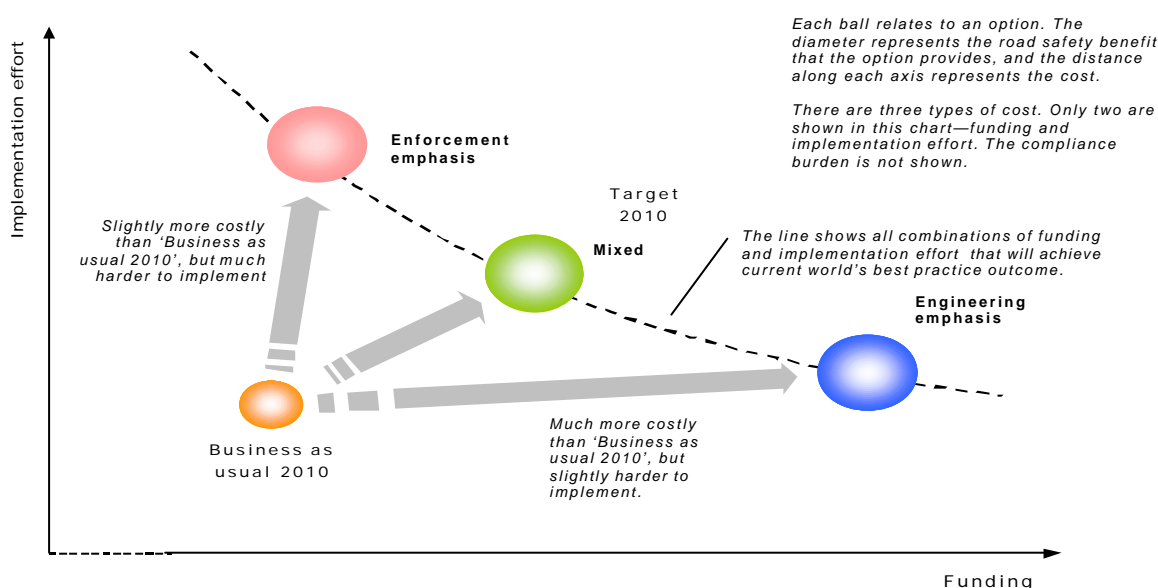 Implementation effort
Each ball relates to an option. The
diameter represents the road safety benefit
that the option provides, and the distance
along each axis represents the cost.
There are three types of cost. Only two are
shown in this chart—funding and
implementation effort. The compliance
burden is not shown.
Enforcement
emphasis
Target
2010
Mixed
Slightly more costly
than ‘Business as
usual 2010’, but much
harder to implement
The line shows all combinations of funding
and implementation effort that will achieve
current world’s best practice outcome.
Engineering
emphasis
Business as
usual 2010
Much more costly
than ‘Business as
usual 2010’, but
slightly harder to
implement.
Funding